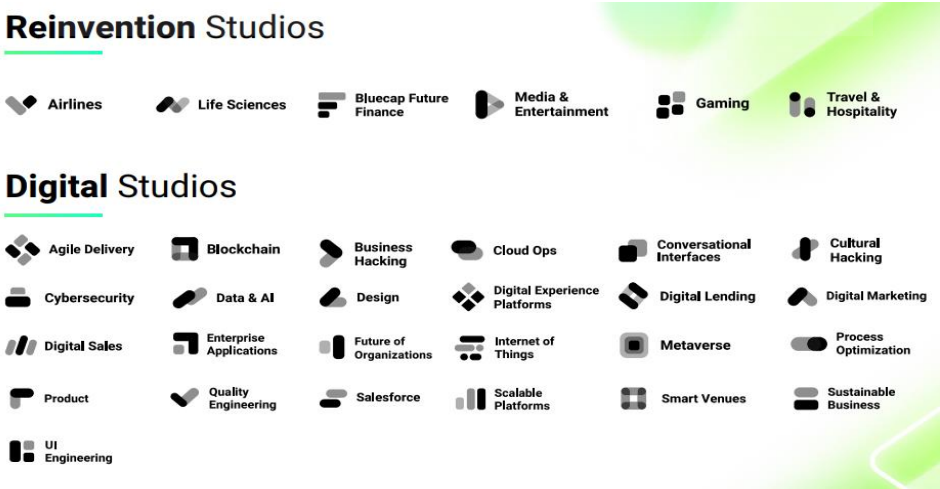 Reinvention Studios
Airlines
Life Sciences
Bluecap Future
Finance
Media &
Entertainment
Gaming
Travel &
Hospitality
Digital Studios
Agile Delivery
Blockchain
Business
Hacking
Cloud Ops
Conversational
Interfaces
Cultural
Hacking
Cybersecurity
Data & AI
Design
Digital Experience
Platforms
Digital Lending
Digital Marketing
Digital Sales
Enterprise
Applications
Future of
Organizations
Internet of
Things
Metaverse
Process
Optimization
Product
Quality
Engineering
Salesforce
Scalable
Platforms
Smart Venues
Sustainable
Business
UI
Engineering